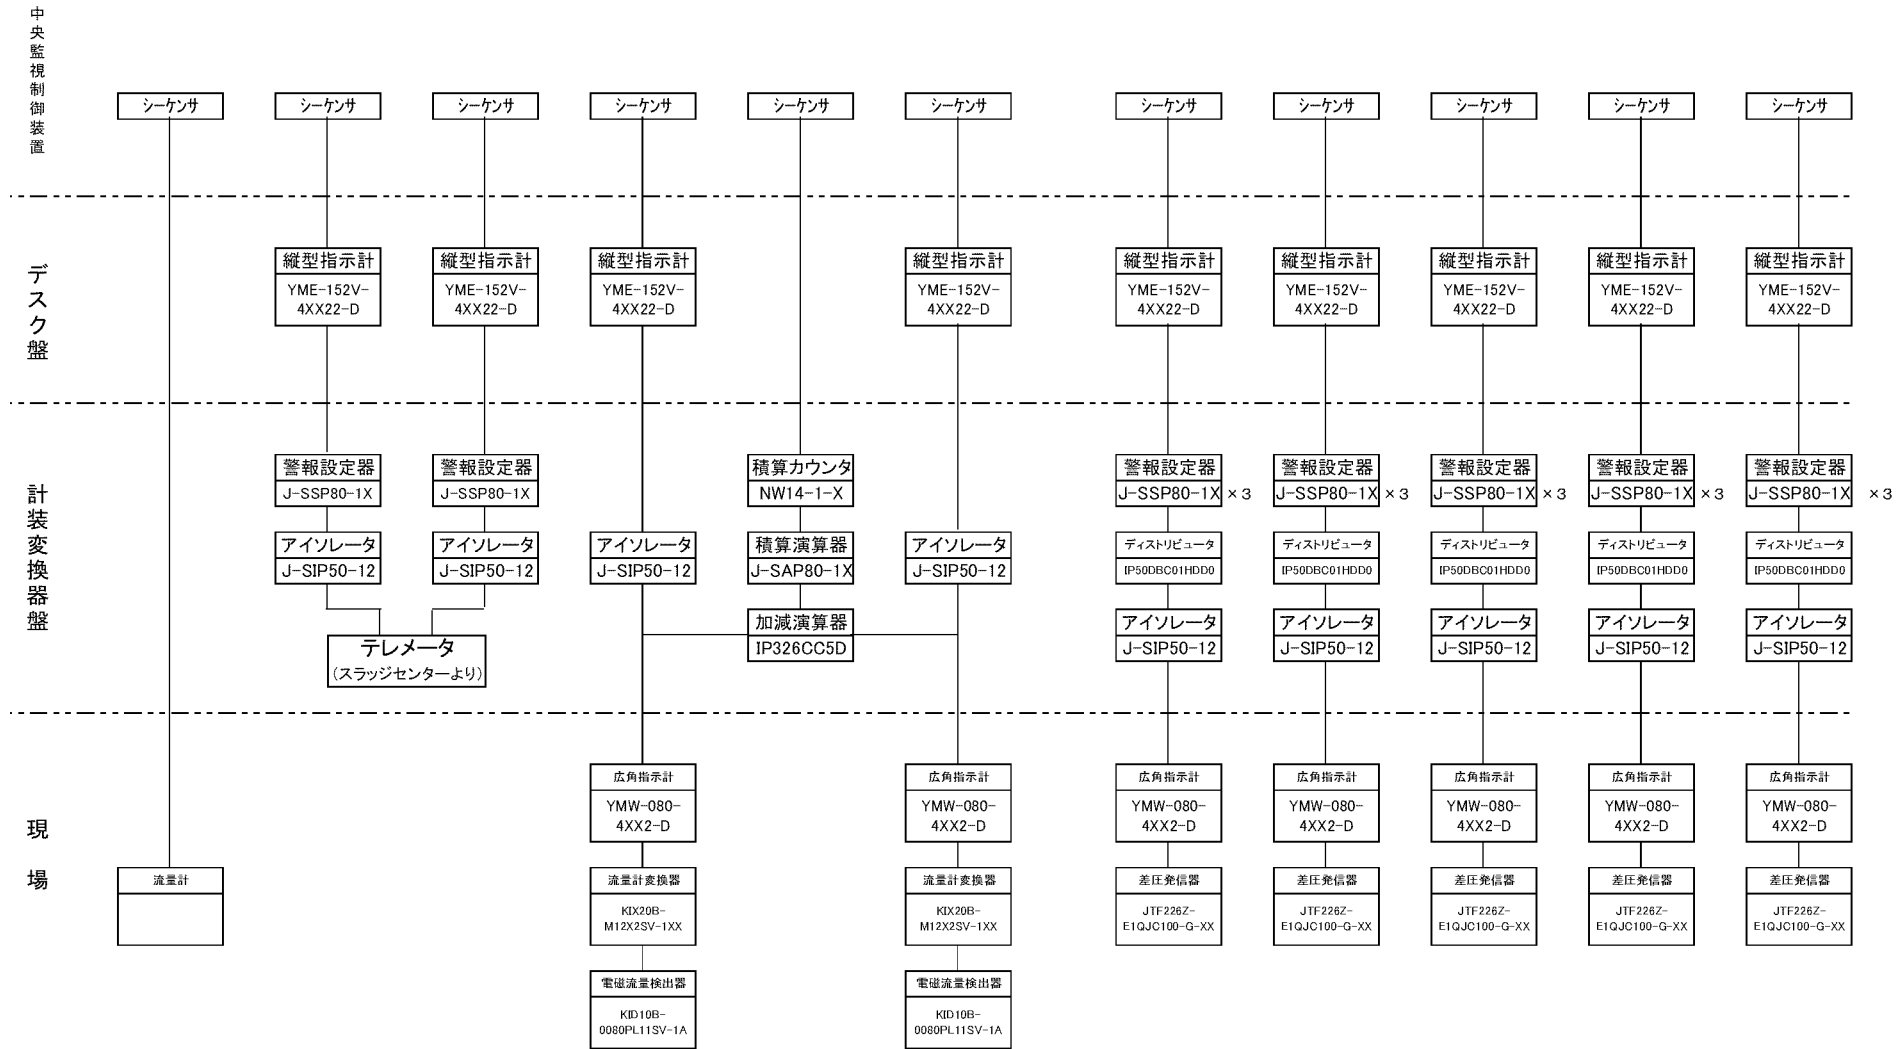 中央監視制御装置
シーケンサ シーケンサ シーケンサ シーケンサ シーケンサ シーケンサ シーケンサ シーケンサ シーケンサ シーケンサ シーケンサ
デスク盤
縦型指示計 縦型指示計 縦型指示計 縦型指示計 縦型指示計 縦型指示計 縦型指示計 縦型指示計 縦型指示計
YME-152V- YME-152V- YME-152V- YME-152V- YME-152V- YME-152V- YME-152V- YME-152V- YME-152V-
4XX22-D 4XX22-D 4XX22-D 4XX22-D 4XX22-D 4XX22-D 4XX22-D 4XX22-D 4XX22-D
計装変換器盤
警報設定器 警報設定器 積算カウンタ 警報設定器 警報設定器 警報設定器 警報設定器 警報設定器
J-SSP80-1X J-SSP80-1X NW14-1-X J-SSP80-1X ×3 J-SSP80-1X ×3 J-SSP80-1X ×3 J-SSP80-1X ×3 J-SSP80-1X ×3
アイソレータ アイソレータ アイソレータ 積算演算器 アイソレータ ディストリビュータ ディストリビュータ ディストリビュータ ディストリビュータ ディストリビュータ
J-SIP50-12 J-SIP50-12 J-SIP50-12 J-SAP80-1X J-SIP50-12 IP50DBC01HDD0 IP50DBC01HDD0 IP50DBC01HDD0 IP50DBC01HDD0 IP50DBC01HDD0
加減演算器 アイソレータ アイソレータ アイソレータ アイソレータ アイソレータ
IP326CC5D J-SIP50-12 J-SIP50-12 J-SIP50-12 J-SIP50-12 J-SIP50-12
テレメータ
(スラッジセンターより)
現場
広角指示計 広角指示計 広角指示計 広角指示計 広角指示計 広角指示計 広角指示計
YMW-080- YMW-080- YMW-080- YMW-080- YMW-080- YMW-080- YMW-080-
4XX2-D 4XX2-D 4XX2-D 4XX2-D 4XX2-D 4XX2-D 4XX2-D
流量計 流量計変換器 流量計変換器 差圧発信器 差圧発信器 差圧発信器 差圧発信器 差圧発信器
KIX20B- KIX20B- JTF226Z- JTF226Z- JTF226Z- JTF226Z- JTF226Z-
M12X2SV-1XX M12X2SV-1XX E1QJC100-G-XX E1QJC100-G-XX E1QJC100-G-XX E1QJC100-G-XX E1QJC100-G-XX
電磁流量検出器 電磁流量検出器
KID10B- KID10B-
0080PL11SV-1A 0080PL11SV-1A